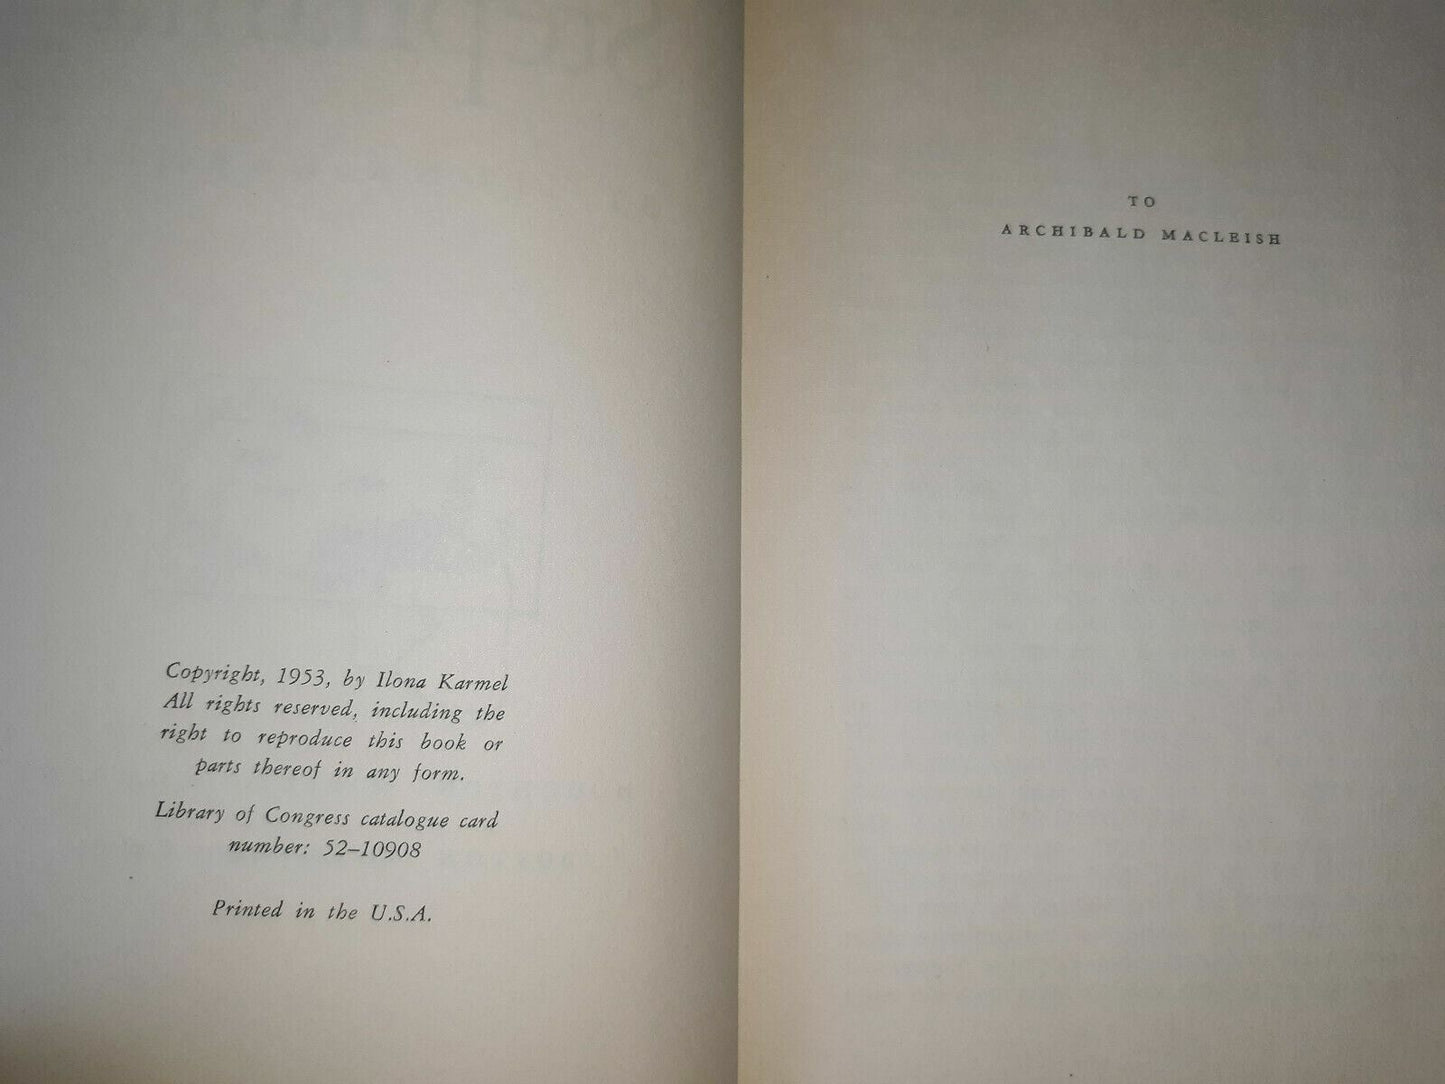 Copyright, 1953, by Ilona Karmel
All rights reserved, including the
right to reproduce this book or
parts thereof in any form.
Library of Congress catalogue card
number: 52–10908
Printed in the U.S.A.
TO
ARCHIBALD MACLEISH